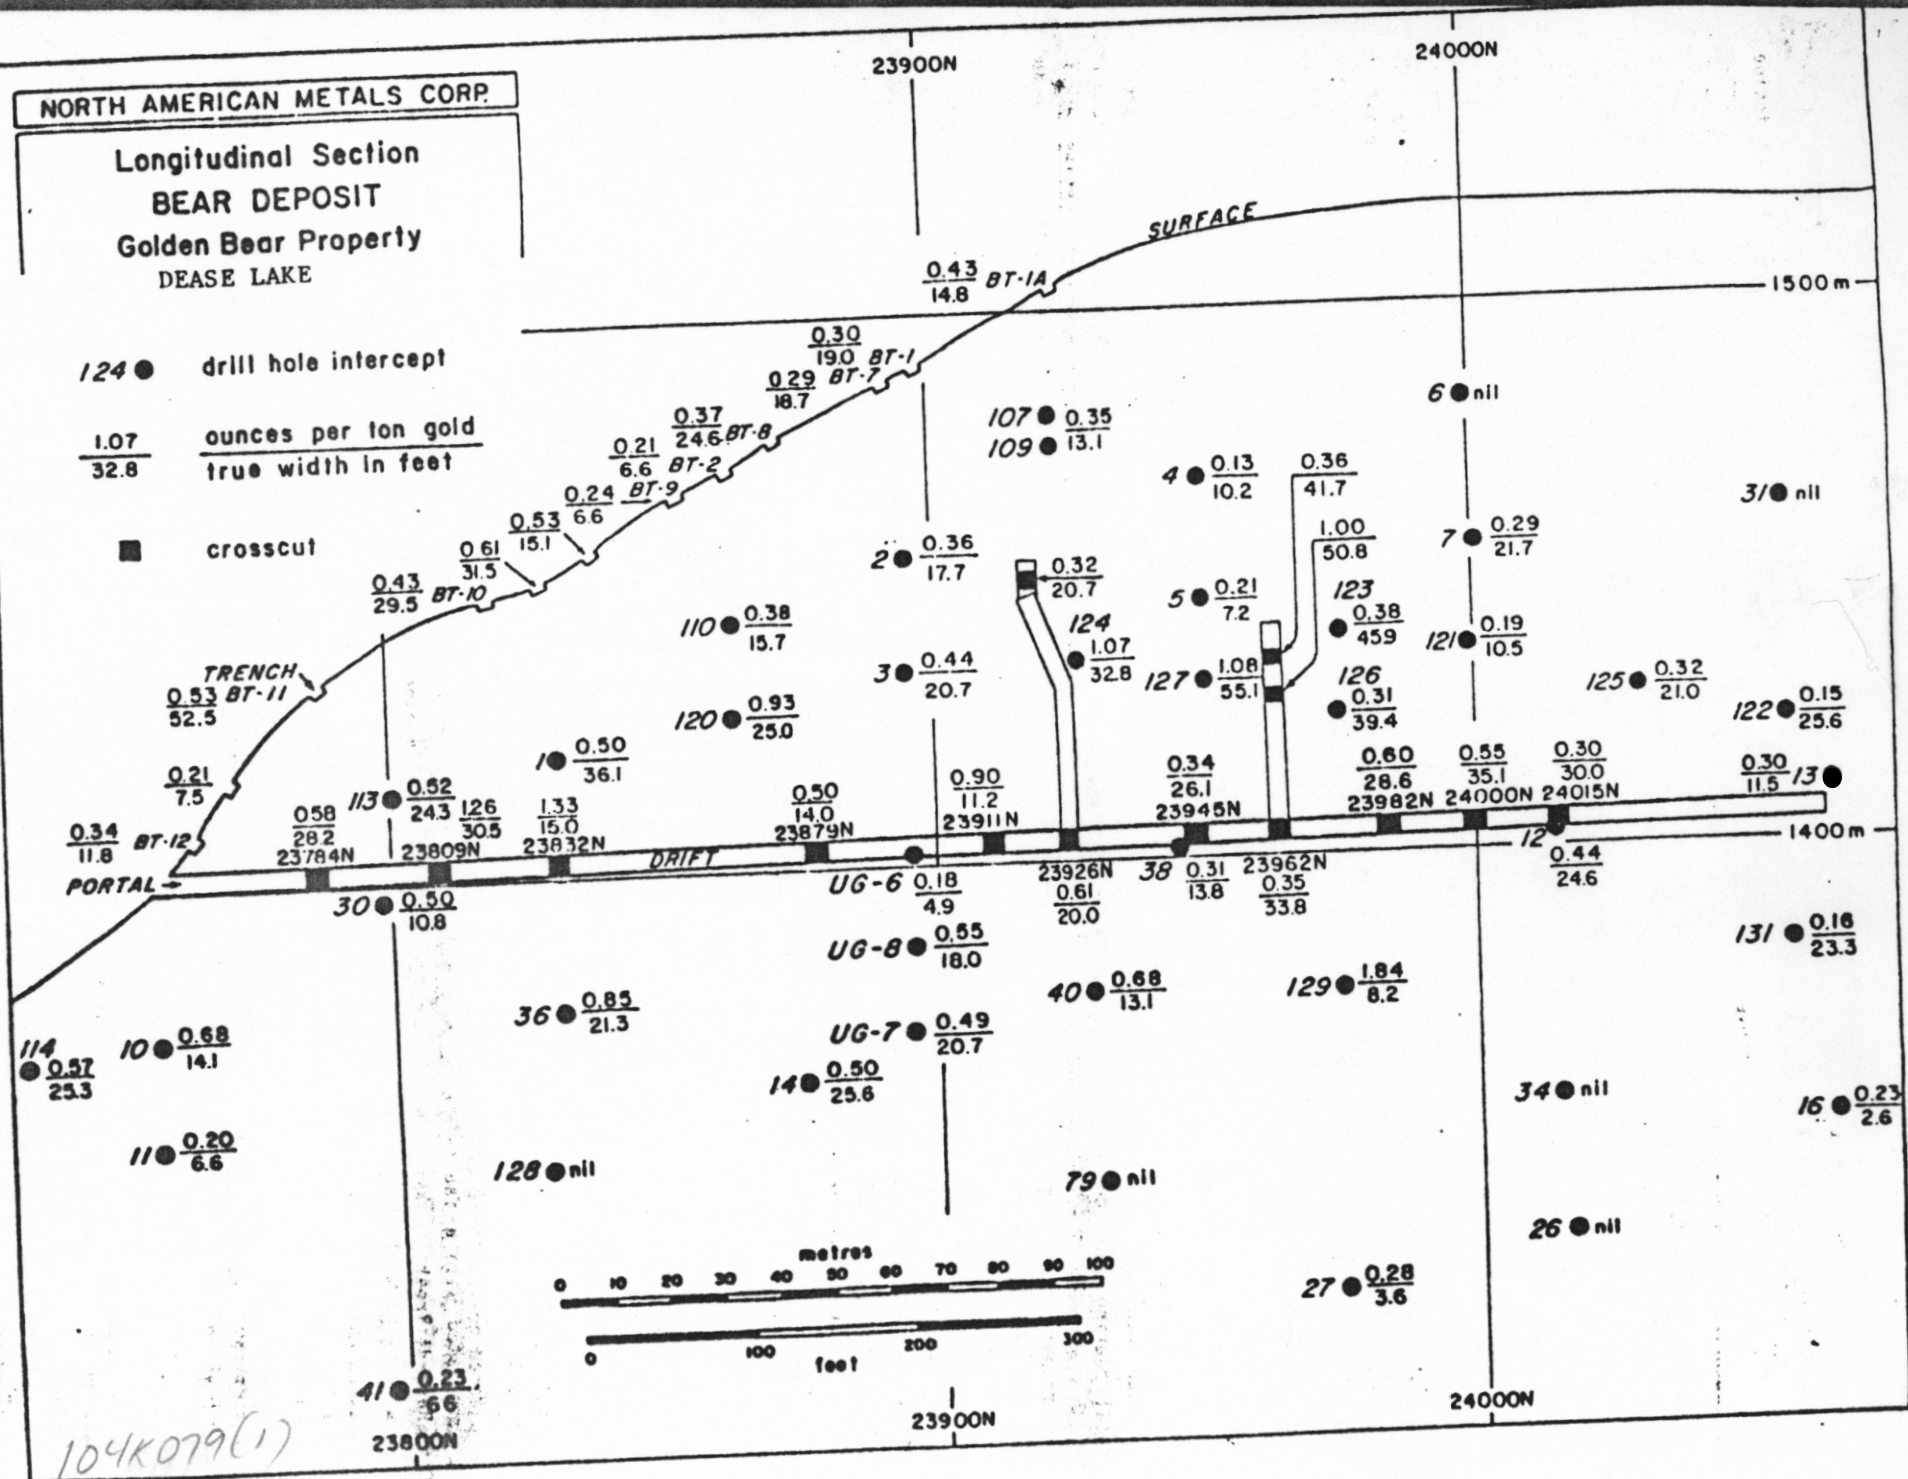 23900N
24000N
NORTH AMERICAN METALS CORP.
Longitudinal Section
BEAR DEPOSIT
Golden Bear Property
DEASE LAKE
SURFACE
1500m
0.43
14.8
BT-1A
124
drill hole intercept
1.07
32.8
ounces per ton gold
true width in feet
crosscut
0.30
19.0
BT-1
0.29
18.7
BT-7
0.37
24.6
BT-8
0.21
6.6
BT-2
0.24
6.6
BT-9
0.53
15.1
0.61
31.5
0.43
29.5
BT-10
TRENCH
0.53
52.5
BT-11
0.21
7.5
0.34
11.8
BT-12
PORTAL
6 nil
107
109
0.35
13.1
4
0.13
10.2
0.36
41.7
31 nil
1.00
50.8
7
0.29
21.7
2
0.36
17.7
0.32
20.7
5
0.21
7.2
123
0.38
45.9
121
0.19
10.5
110
0.38
15.7
124
1.07
32.8
3
0.44
20.7
127
1.08
55.1
126
0.31
39.4
125
0.32
21.0
122
0.15
25.6
120
0.93
25.0
1
0.50
36.1
113
0.52
24.3
0.30
11.5
13
0.58
28.2
23784N
1.26
30.5
23809N
1.33
15.0
23832N
DRIFT
0.50
14.0
23879N
0.90
11.2
23911N
0.34
26.1
23945N
0.60
28.6
23982N
0.55
35.1
24000N
0.30
30.0
24015N
1400m
30
0.50
10.8
UG-6
0.18
4.9
23926N
0.61
20.0
38
0.31
13.8
23962N
0.35
33.8
12
0.44
24.6
UG-8
0.55
18.0
131
0.16
23.3
40
0.68
13.1
129
1.84
8.2
36
0.85
21.3
UG-7
0.49
20.7
114
0.57
25.3
10
0.68
14.1
14
0.50
25.6
34 nil
16
0.23
2.6
11
0.20
6.6
128 nil
79 nil
26 nil
metres
0 10 20 30 40 50 60 70 80 90 100
27
0.28
3.6
0 100 200 300
feet
41
0.23
6.6
104K079(1)
23800N
23900N
24000N